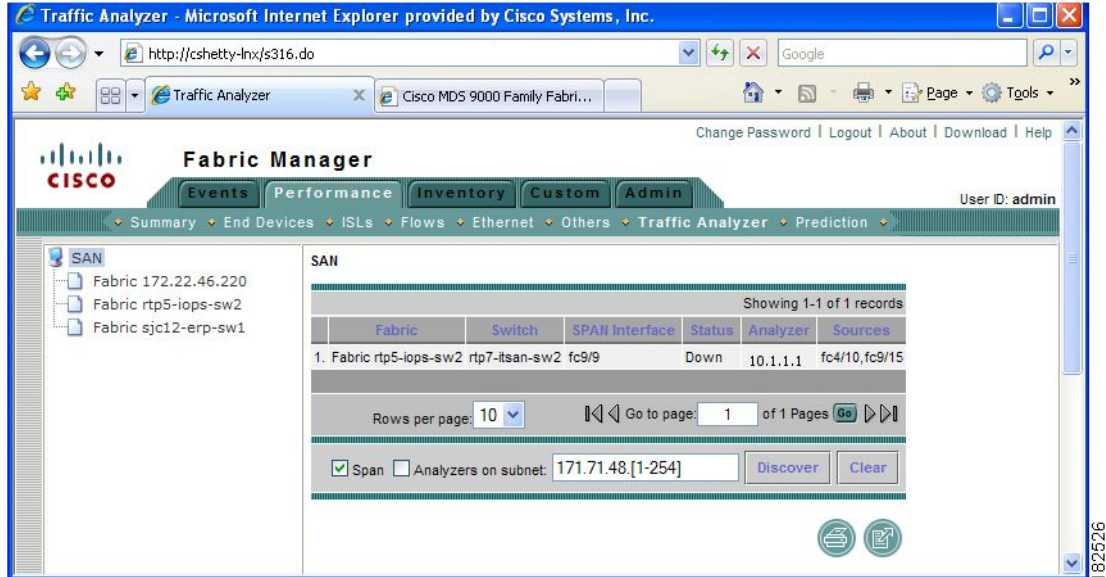 Traffic Analyzer - Microsoft Internet Explorer provided by Cisco Systems, Inc.
http://cshetty-lnx/s316.do
Google
Traffic Analyzer
Cisco MDS 9000 Family Fabri...
Page
Tools
»
Change Password | Logout | About | Download | Help
CISCO
Fabric Manager
Events
Performance
Inventory
Custom
Admin
User ID: admin
Summary
End Devices
ISLs
Flows
Ethernet
Others
Traffic Analyzer
Prediction
SAN
Fabric 172.22.46.220
Fabric rtp5-iops-sw2
Fabric sjc12-erp-sw1
SAN
Showing 1-1 of 1 records
Fabric Switch SPAN Interface Status Analyzer Sources
1. Fabric rtp5-iops-sw2 rtp7-itsan-sw2 fc9/9 Down 10.1.1.1 fc4/10,fc9/15
Rows per page: 10 Go to page: 1 of 1 Pages Go
Span Analyzers on subnet: 171.71.48.[1-254] Discover Clear
82526